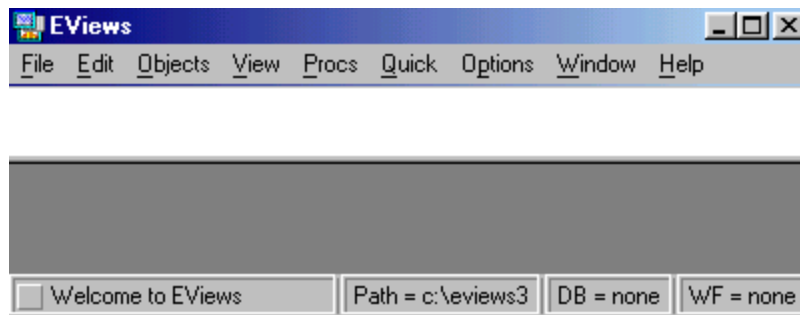 EViews
File Edit Objects View Procs Quick Options Window Help
Welcome to EViews Path = c:\eviews3 DB = none WF = none